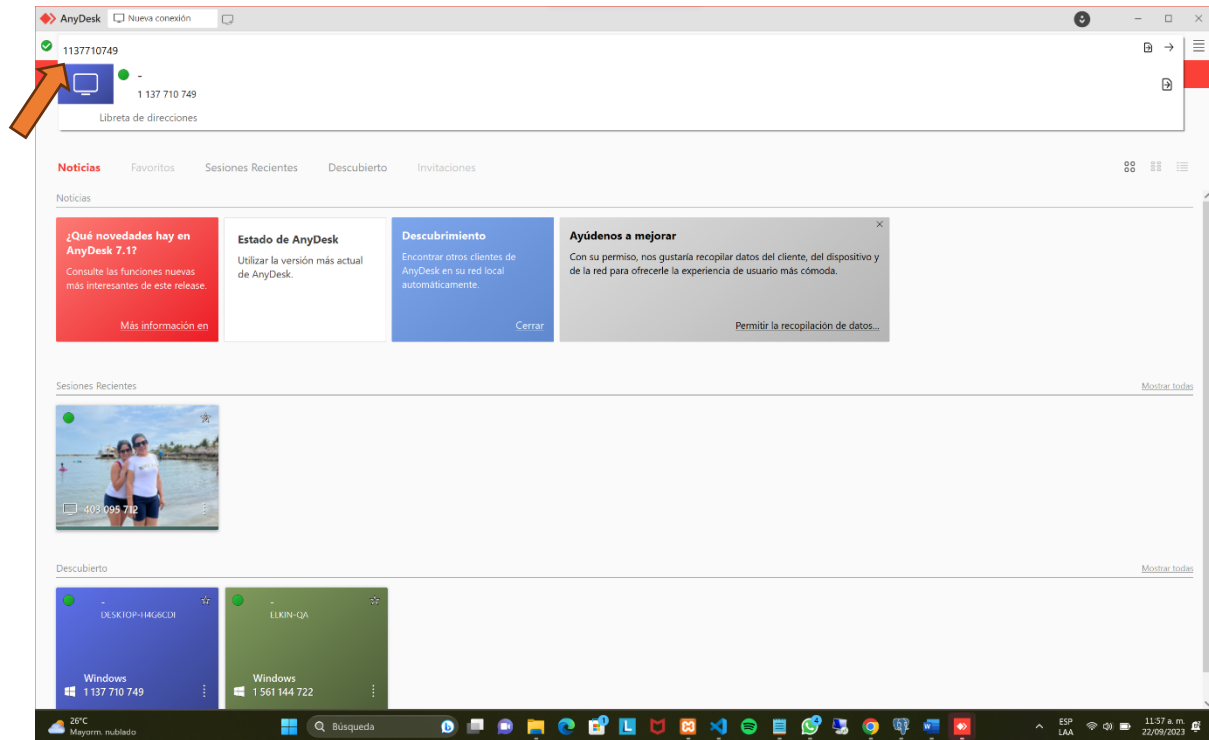 AnyDesk Nueva conexión
1137710749
-
1 137 710 749
Libreta de direcciones
Noticias Favoritos Sesiones Recientes Descubierto Invitaciones
Noticias
¿Qué novedades hay en
AnyDesk 7.1?
Consulte las funciones nuevas
más interesantes de este release.
Más información en
Estado de AnyDesk
Utilizar la versión más actual
de AnyDesk.
Descubrimiento
Encontrar otros clientes de
AnyDesk en su red local
automáticamente.
Cerrar
Ayúdenos a mejorar
Con su permiso, nos gustaría recopilar datos del cliente, del dispositivo y
de la red para ofrecerle la experiencia de usuario más cómoda.
Permitir la recopilación de datos...
Sesiones Recientes Mostrar todas
403 095 712
Descubierto Mostrar todas
-
DESKTOP-H4G6CDI
Windows
1 137 710 749
-
ELKIN-QA
Windows
1 561 144 722
26°C
Mayorm. nublado
Búsqueda
ESP
LAA
11:57 a. m.
22/09/2023